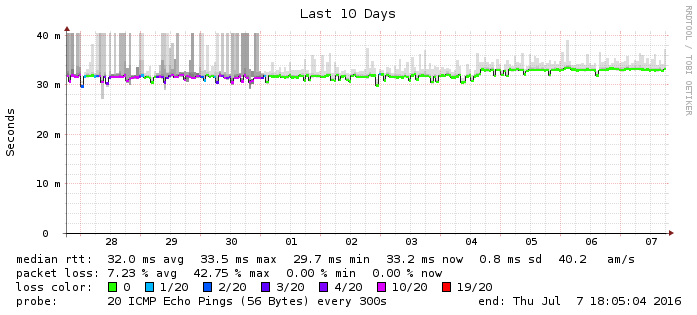 Last 10 Days
RRDTOOL / TOBI OETIKER
Seconds
40 m
30 m
20 m
10 m
0
28 29 30 01 02 03 04 05 06 07
median rtt: 32.0 ms avg 33.5 ms max 29.7 ms min 33.2 ms now 0.8 ms sd 40.2 am/s
packet loss: 7.23 % avg 42.75 % max 0.00 % min 0.00 % now
loss color: 0 1/20 2/20 3/20 4/20 10/20 19/20
probe: 20 ICMP Echo Pings (56 Bytes) every 300s end: Thu Jul 7 18:05:04 2016